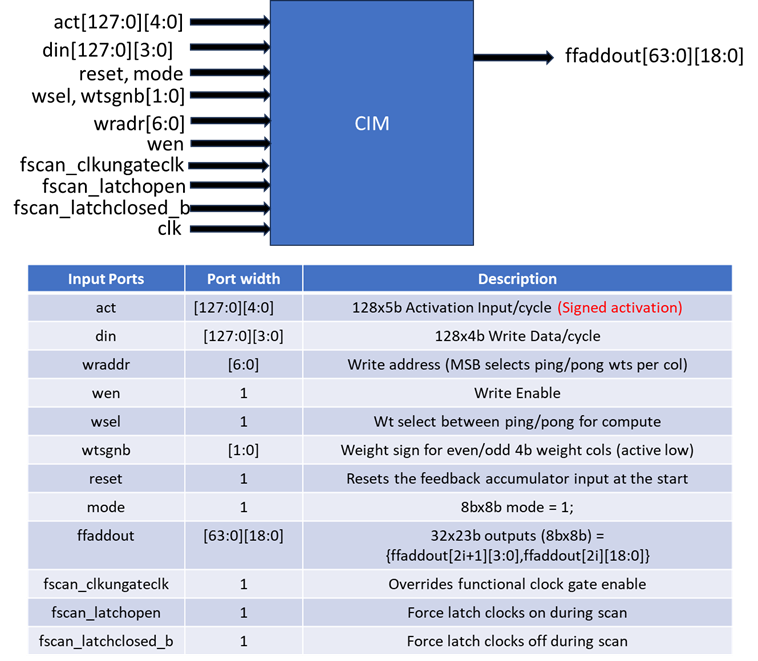 act[127:0][4:0]
din[127:0][3:0]
reset, mode
wsel, wtsgnb[1:0]
wradr[6:0]
wen
fscan_clkungateclk
fscan_latchopen
fscan_latchclosed_b
clk
CIM
ffaddout[63:0][18:0]
Input Ports Port width Description
act [127:0][4:0] 128x5b Activation Input/cycle (Signed activation)
din [127:0][3:0] 128x4b Write Data/cycle
wraddr [6:0] Write address (MSB selects ping/pong wts per col)
wen 1 Write Enable
wsel 1 Wt select between ping/pong for compute
wtsgnb [1:0] Weight sign for even/odd 4b weight cols (active low)
reset 1 Resets the feedback accumulator input at the start
mode 1 8bx8b mode = 1;
ffaddout [63:0][18:0] 32x23b outputs (8bx8b) =
{ffaddout[2i+1][3:0],ffaddout[2i][18:0]}
fscan_clkungateclk 1 Overrides functional clock gate enable
fscan_latchopen 1 Force latch clocks on during scan
fscan_latchclosed_b 1 Force latch clocks off during scan